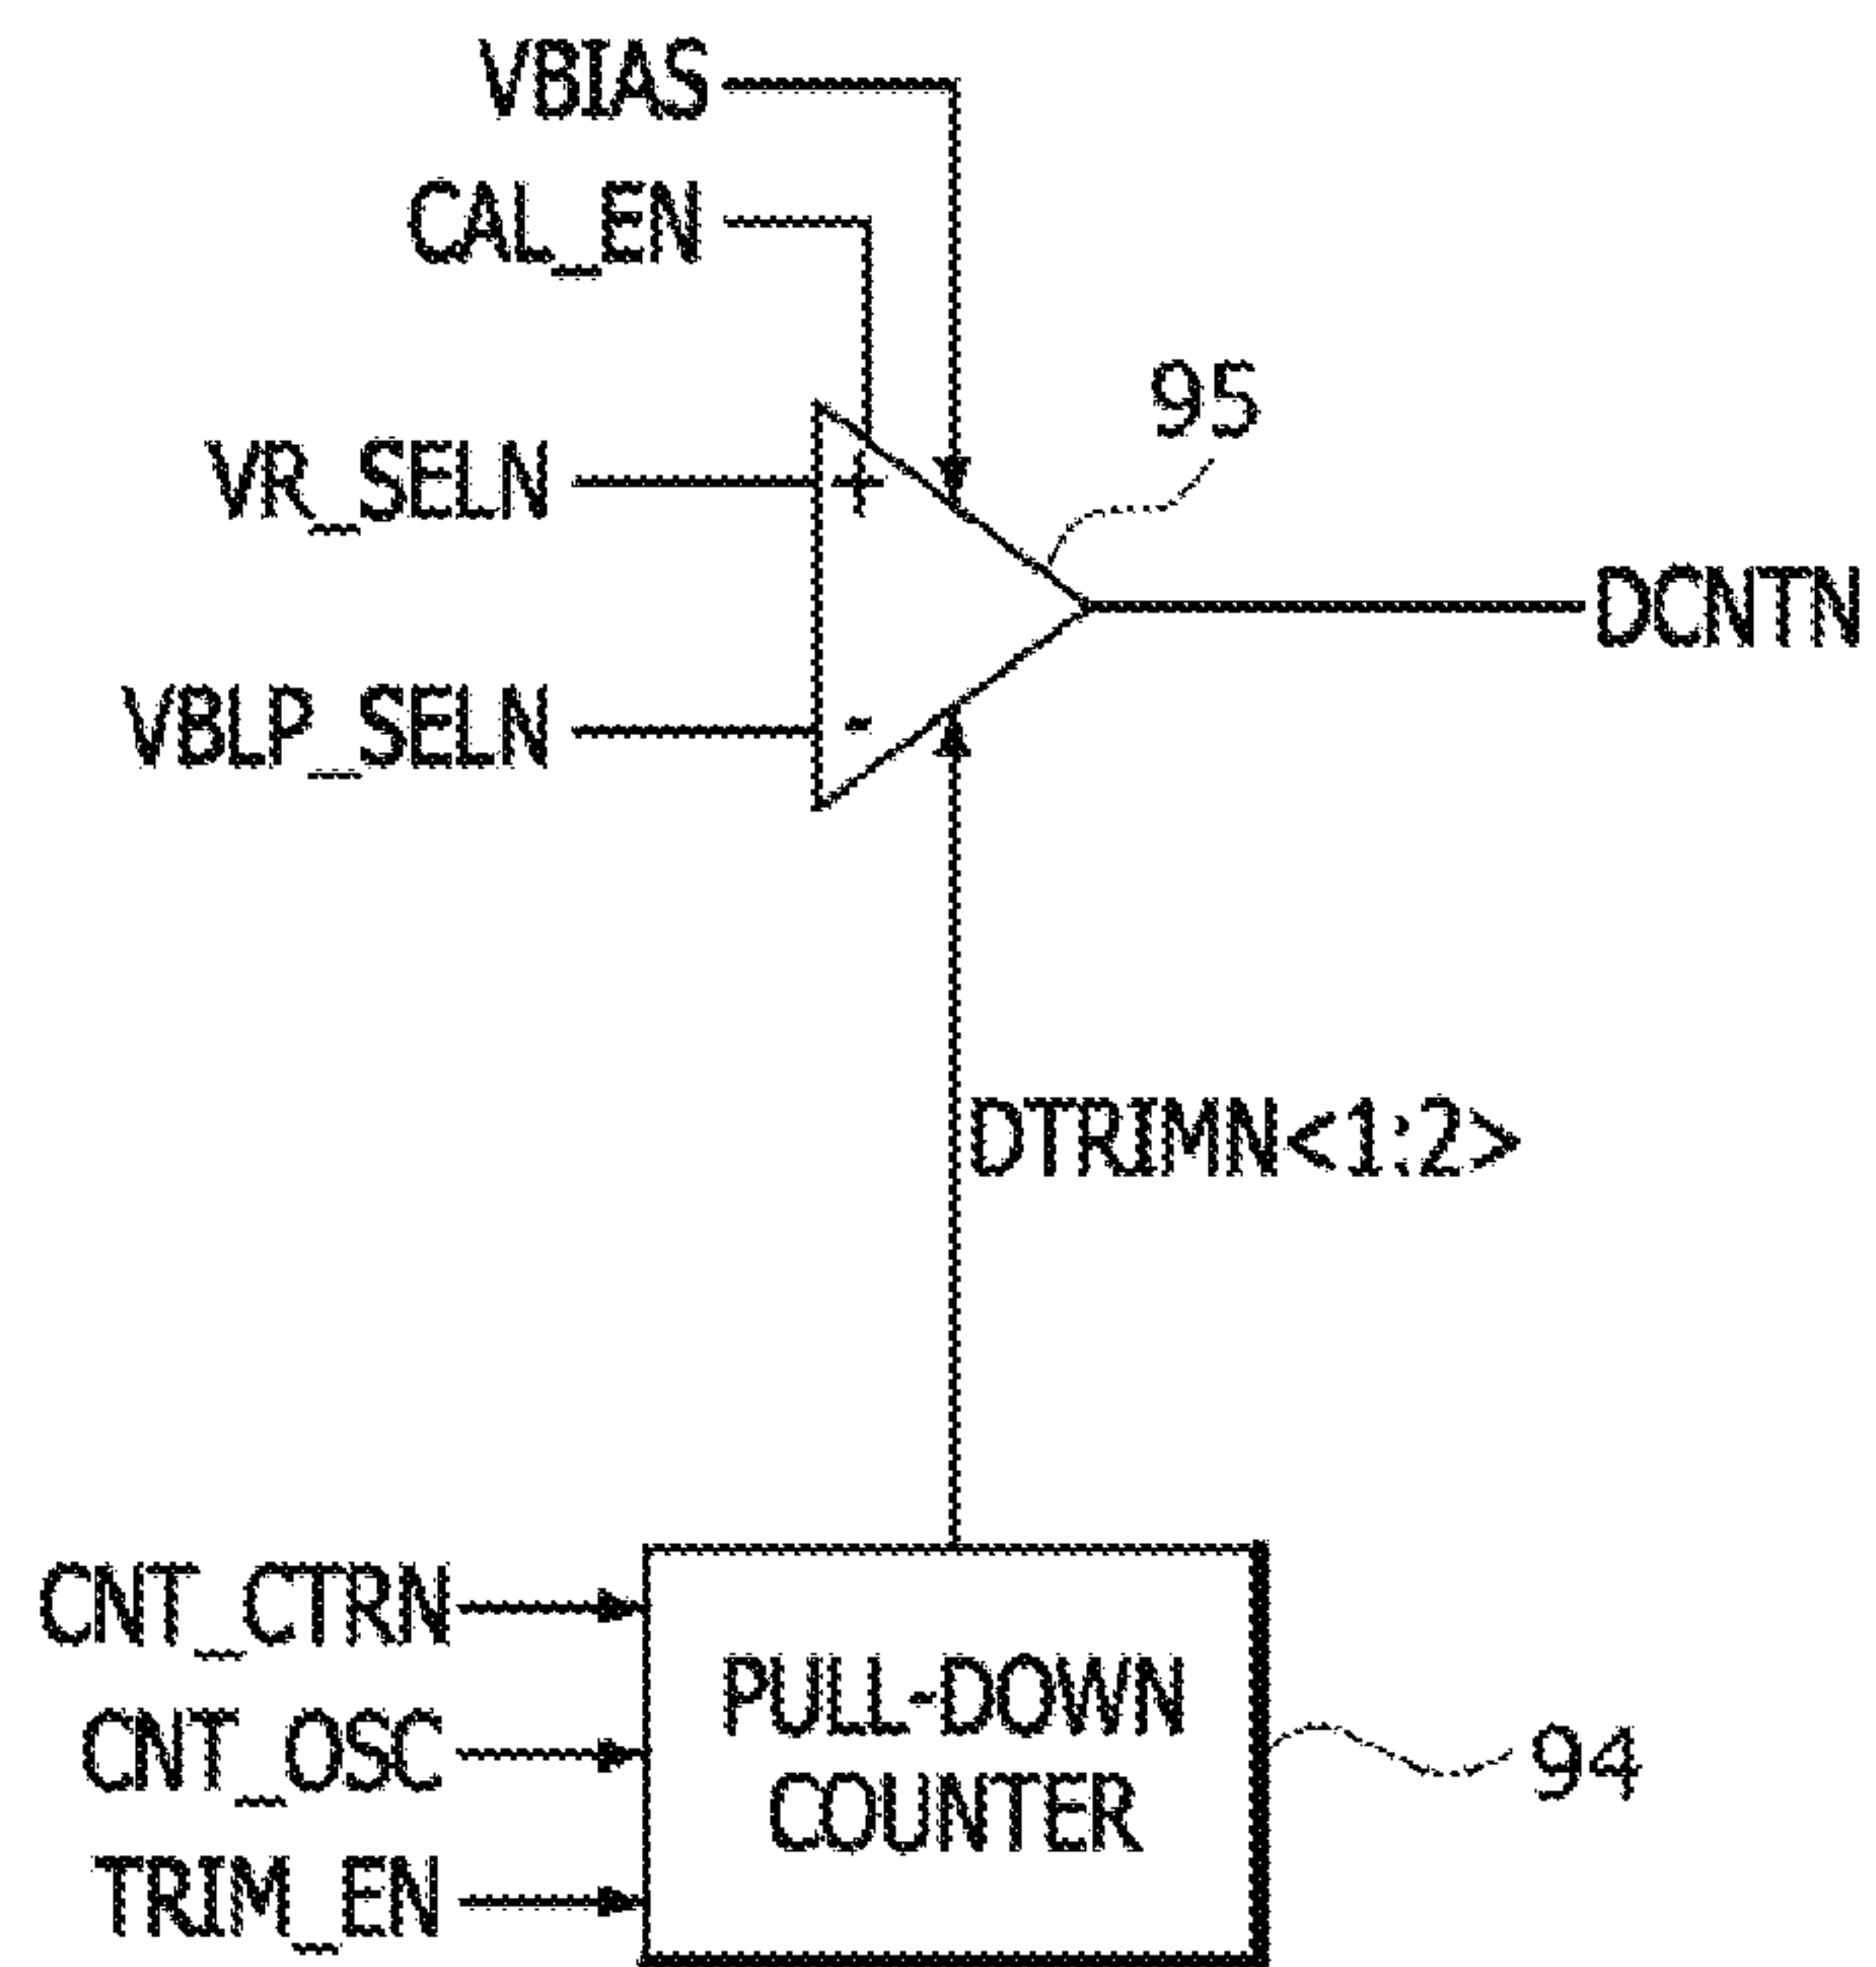 VBIAS
CAL_EN
95
VR_SELN
+
DCNTN
VBLP_SELN
-
DTRIMN<1:2>
CNT_CTRN
PULL-DOWN
COUNTER
CNT_OSC
94
TRIM_EN